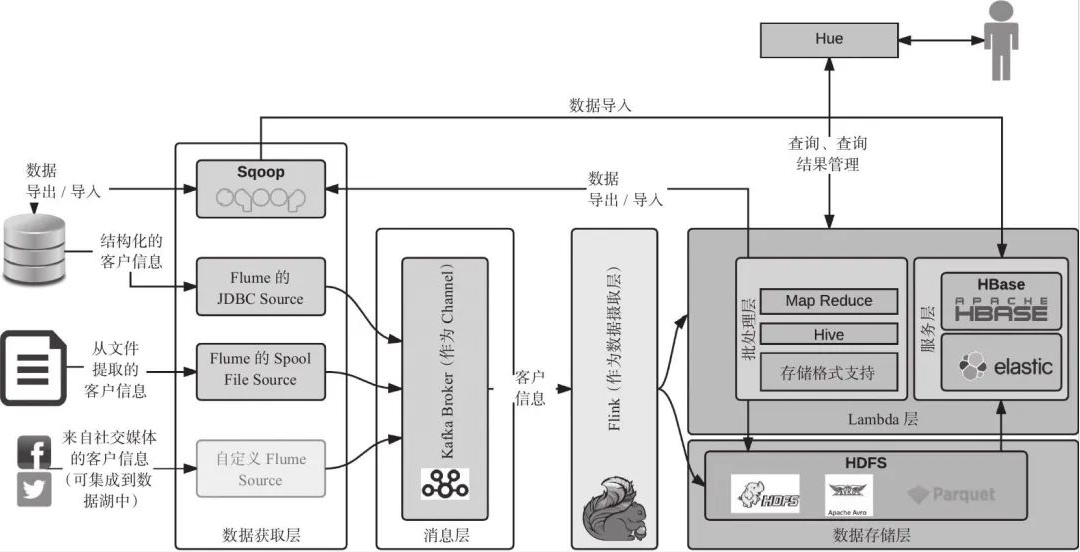 Hue
数据导入
查询、查询
结果管理
数据
导出 / 导入
Sqoop
sqoop
数据
导出 / 导入
结构化的
客户信息
Flume 的
JDBC Source
从文件
提取的
客户信息
Flume 的 Spool
File Source
来自社交媒体
的客户信息
（可集成到数
据湖中）
自定义 Flume
Source
数据获取层
Kafka Broker（作为 Channel）
消息层
客户
信息
Flink（作为数据摄取层）
批处理层
Map Reduce
Hive
存储格式支持
服务层
HBase
APACHE
HBASE
elastic
Lambda 层
HDFS
HDFS
Apache Avro
Parquet
数据存储层